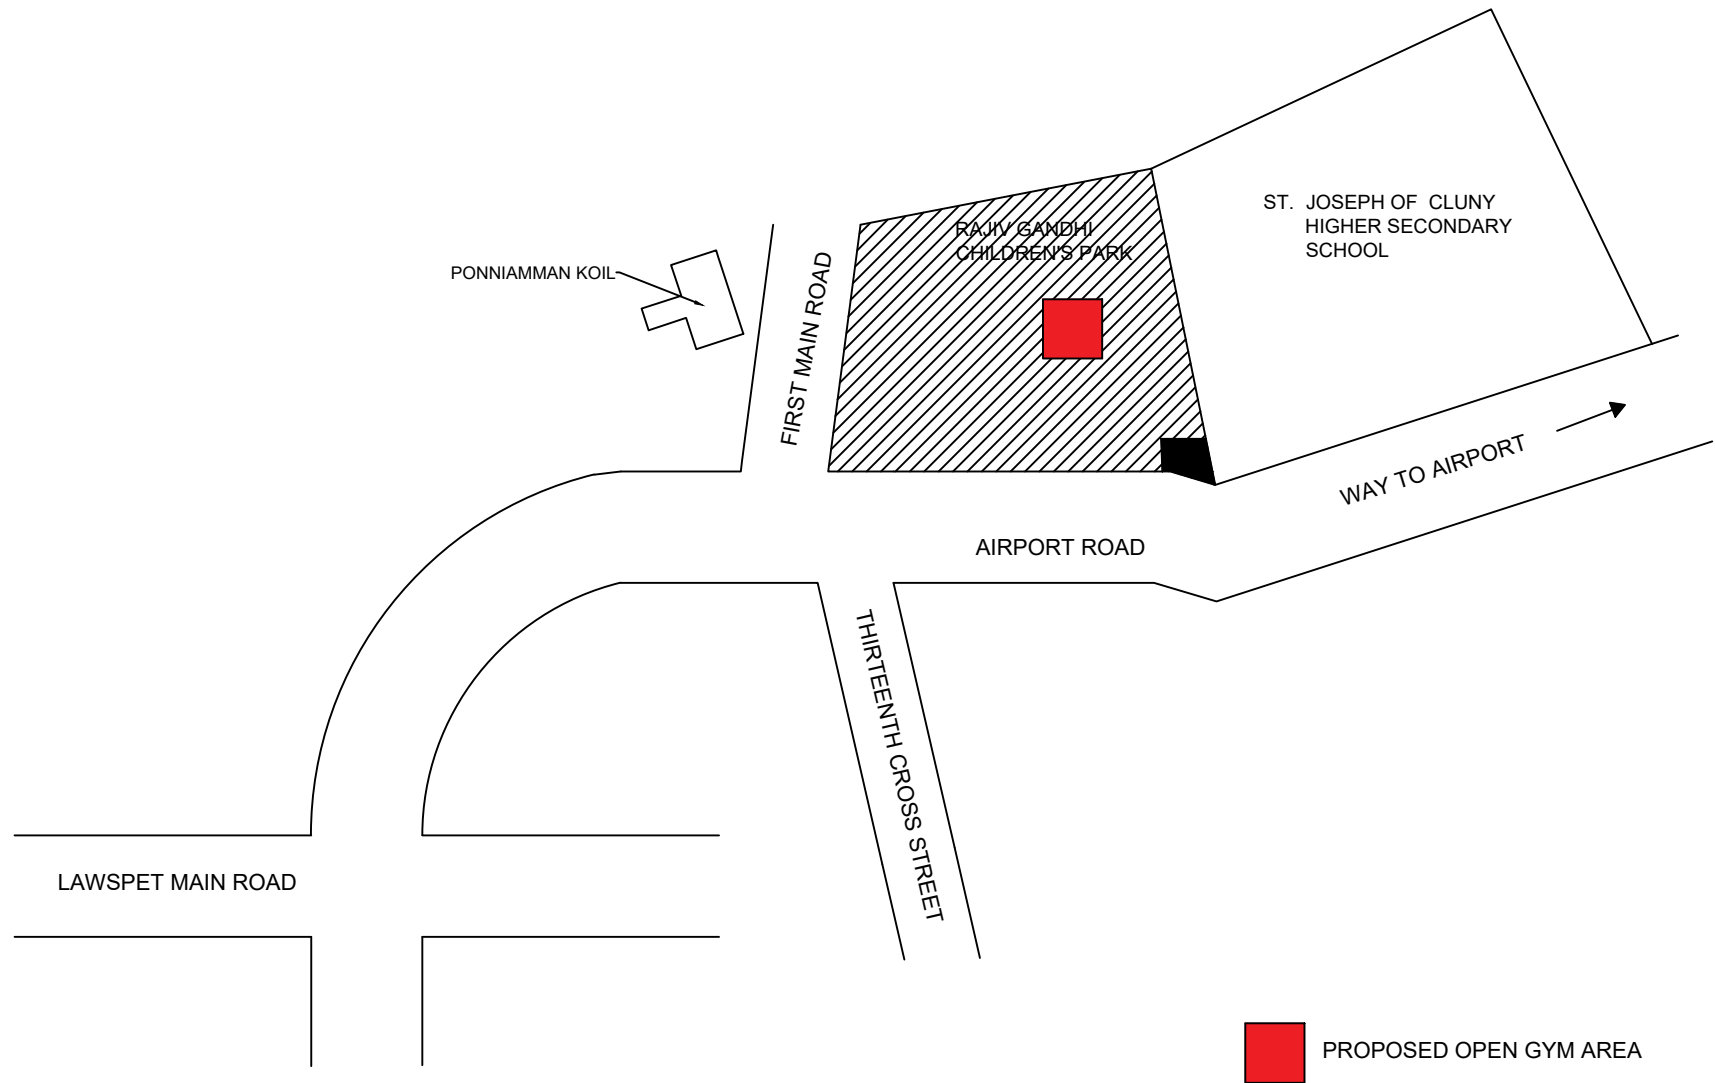 ST. JOSEPH OF CLUNY
HIGHER SECONDARY
SCHOOL
RAJIV GANDHI
CHILDREN'S PARK
PONNIAMMAN KOIL
FIRST MAIN ROAD
WAY TO AIRPORT
AIRPORT ROAD
THIRTEENTH CROSS STREET
LAWSPET MAIN ROAD
PROPOSED OPEN GYM AREA